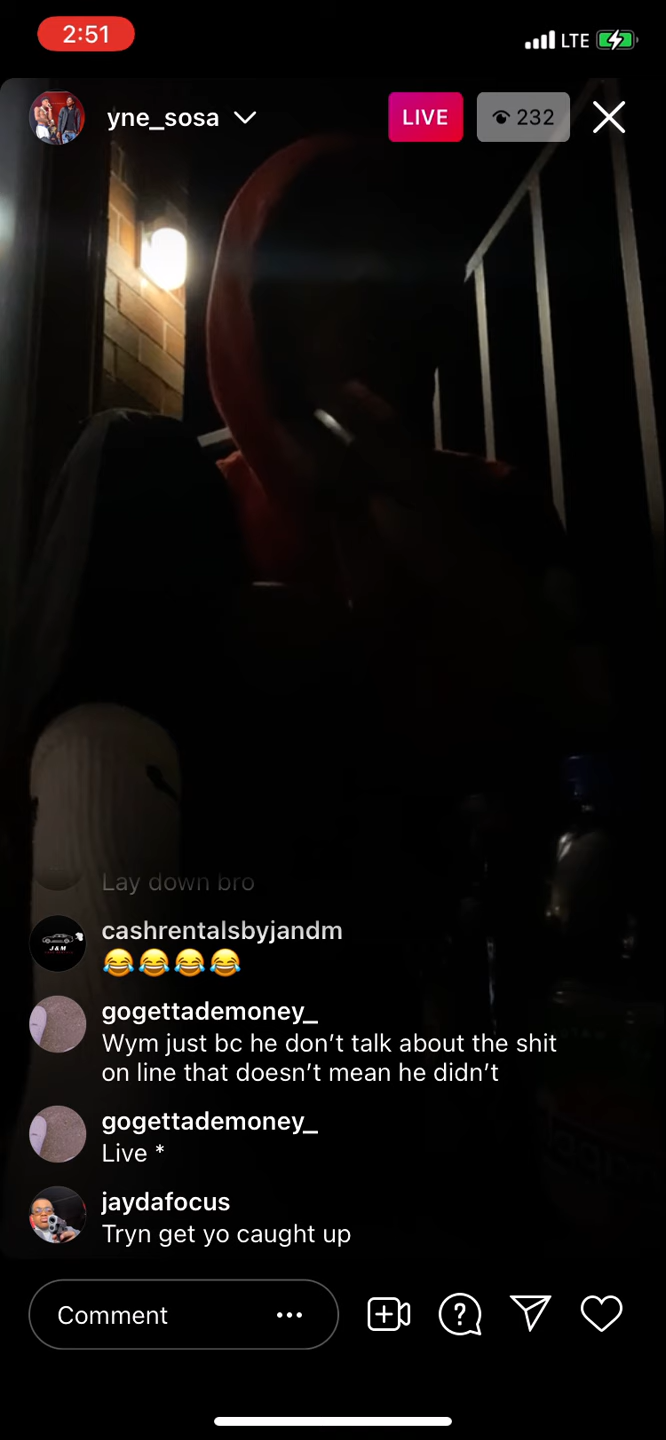 2:51
LTE
yne_sosa
LIVE
232
Lay down bro
cashrentalsbyjandm
😂😂😂😂
gogettademoney_
Wym just bc he don’t talk about the shit
on line that doesn’t mean he didn’t
gogettademoney_
Live *
jaydafocus
Tryn get yo caught up
J&M
Comment